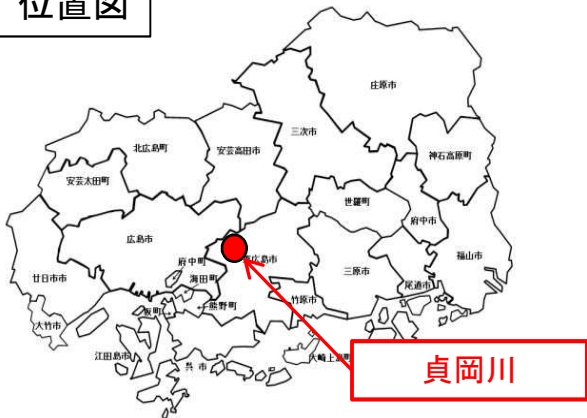 位置図
庄原市
三次市
北広島町
安芸高田市
神石高原町
安芸太田町
世羅町
府中市
広島市
福山市
府中町
広島市
三原市
廿日市市
海田町
尾道市
竹原市
熊野町
坂町
大竹市
江田島市
呉市
大崎上島町
貞岡川